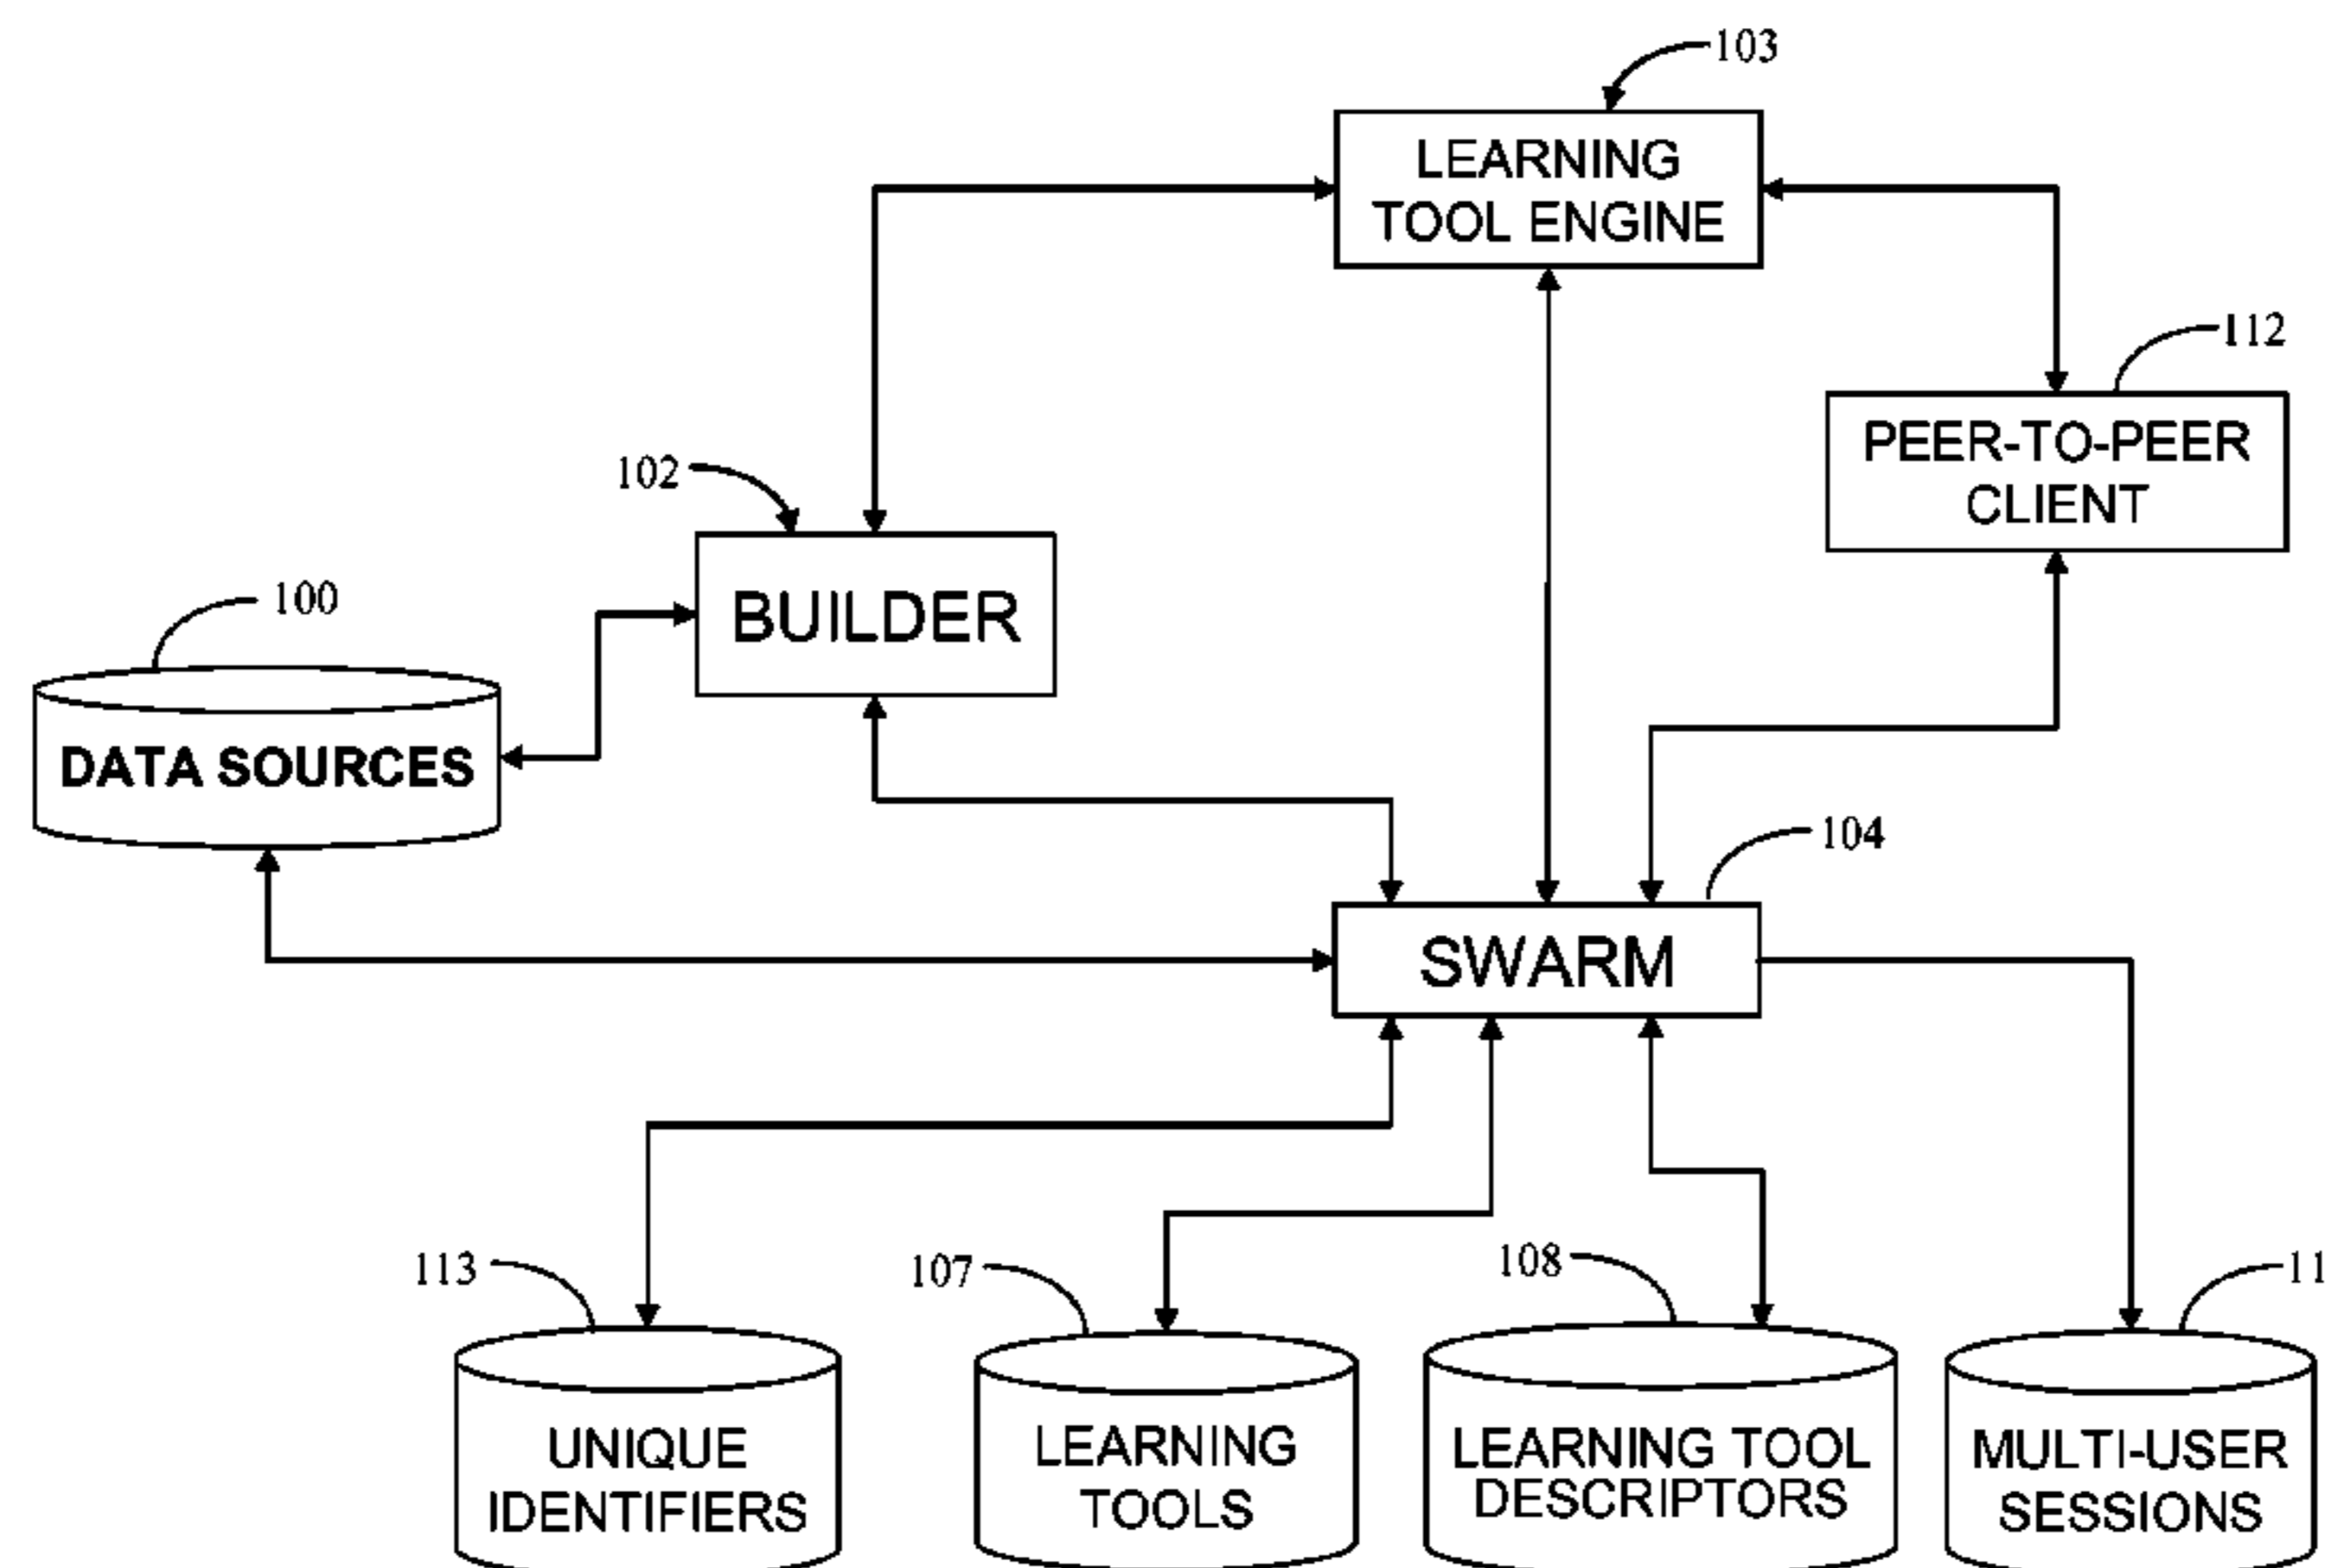 103
LEARNING
TOOL ENGINE
112
PEER-TO-PEER
CLIENT
102
BUILDER
100
DATA SOURCES
104
SWARM
113
107
108
11
UNIQUE
IDENTIFIERS
LEARNING
TOOLS
LEARNING TOOL
DESCRIPTORS
MULTI-USER
SESSIONS